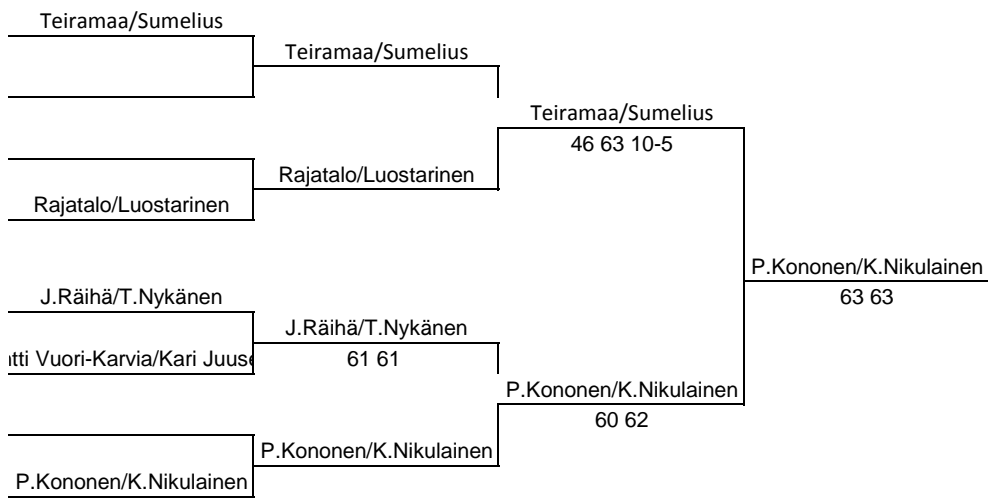 Teiramaa/Sumelius
Teiramaa/Sumelius
Teiramaa/Sumelius
46 63 10-5
Rajatalo/Luostarinen
Rajatalo/Luostarinen
P.Kononen/K.Nikulainen
63 63
J.Räihä/T.Nykänen
J.Räihä/T.Nykänen
61 61
Vuori-Karvia/Kari
P.Kononen/K.Nikulainen
60 62
P.Kononen/K.Nikulainen
P.Kononen/K.Nikulainen